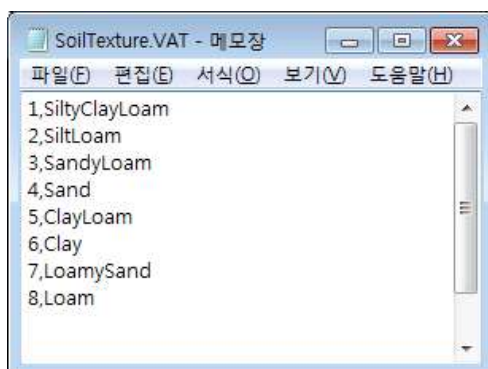 SoilTexture.VAT - 메모장
파일(F) 편집(E) 서식(O) 보기(V) 도움말(H)
1,SiltyClayLoam
2,SiltLoam
3,SandyLoam
4,Sand
5,ClayLoam
6,Clay
7,LoamySand
8,Loam